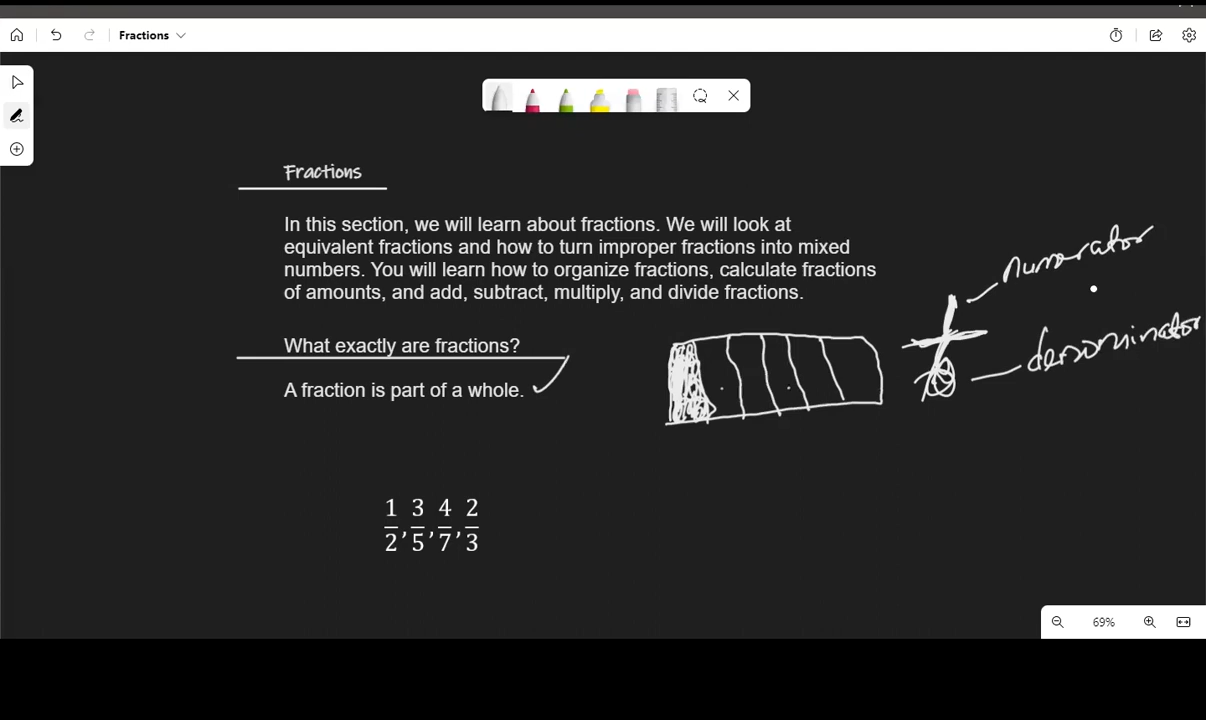 Fractions
Fractions
In this section, we will learn about fractions. We will look at
equivalent fractions and how to turn improper fractions into mixed
numbers. You will learn how to organize fractions, calculate fractions
of amounts, and add, subtract, multiply, and divide fractions.
numerator
What exactly are fractions?
denominator
A fraction is part of a whole.
1/2, 3/5, 4/7, 2/3
69%